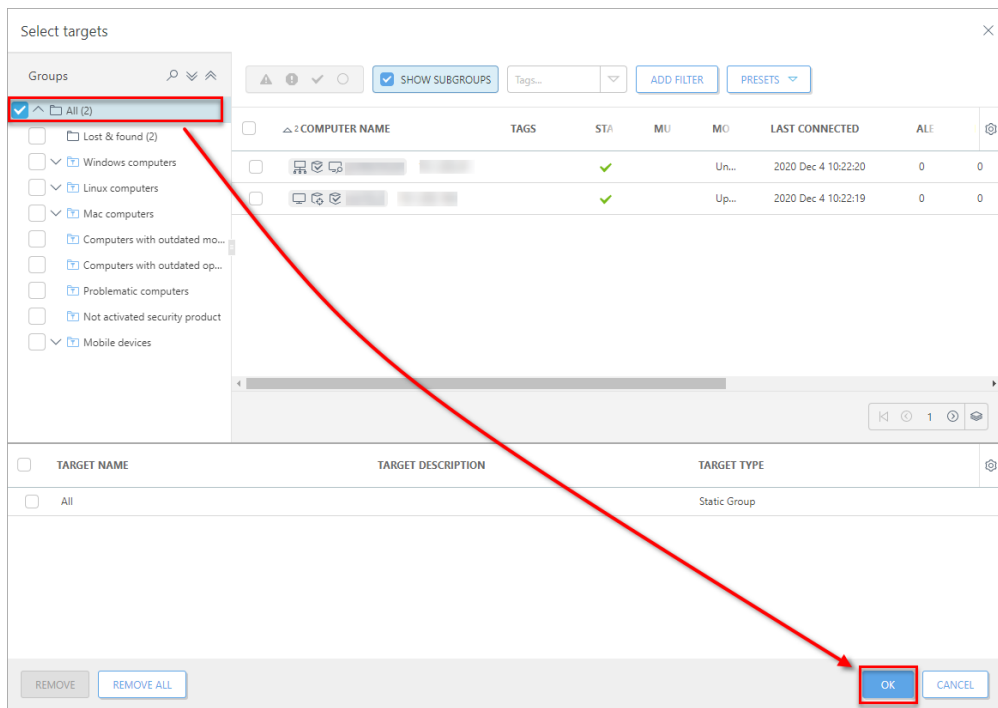 Select targets
Groups
SHOW SUBGROUPS
Tags...
ADD FILTER
PRESETS
All (2)
Lost & found (2)
Windows computers
Linux computers
Mac computers
Computers with outdated mo...
Computers with outdated op...
Problematic computers
Not activated security product
Mobile devices
2 COMPUTER NAME TAGS STA MU MO LAST CONNECTED ALE
Un... 2020 Dec 4 10:22:20 0 0
Up... 2020 Dec 4 10:22:19 0 0
1
TARGET NAME TARGET DESCRIPTION TARGET TYPE
All Static Group
REMOVE REMOVE ALL OK CANCEL